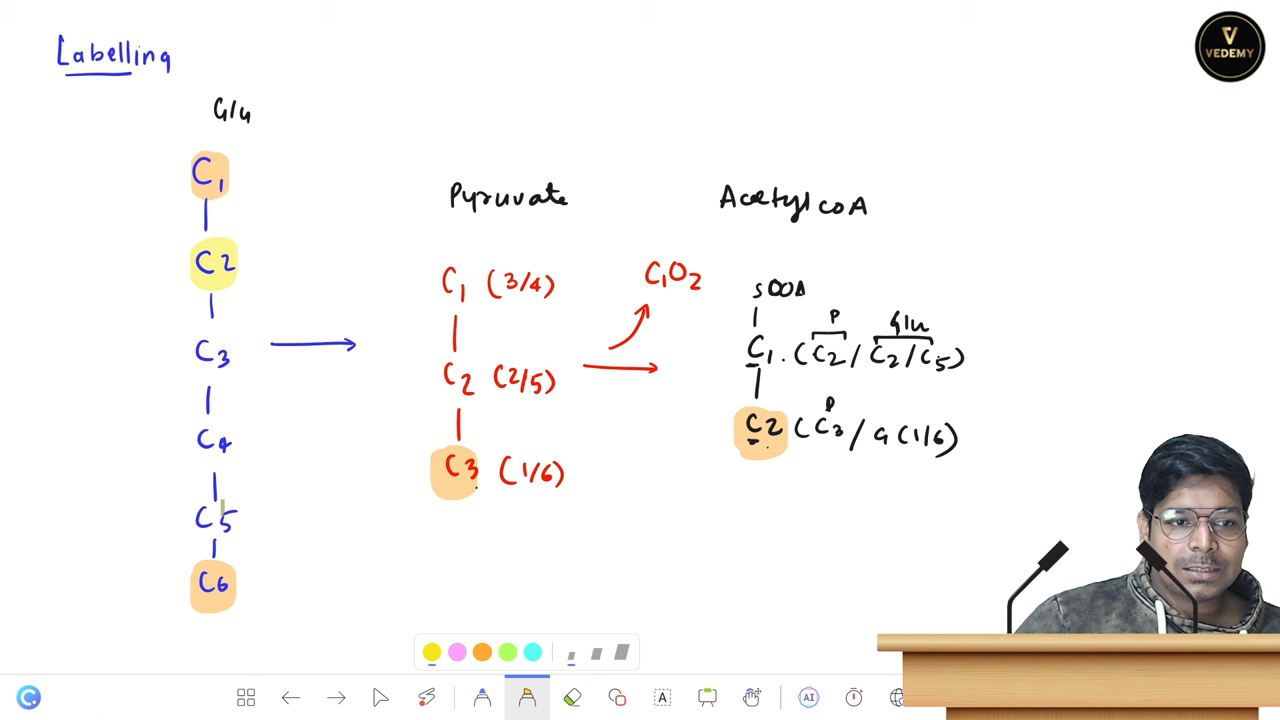 Labelling
VEDEMY
Glu
C1
C2
C3
C4
C5
C6
Pyruvate
C1 (3/4)
C2 (2/5)
C3 (1/6)
C1O2
Acetyl coA
P Glu
C1. (C2 / C2/C5)
P
C2 (C3 / G (1/6)
A
AI